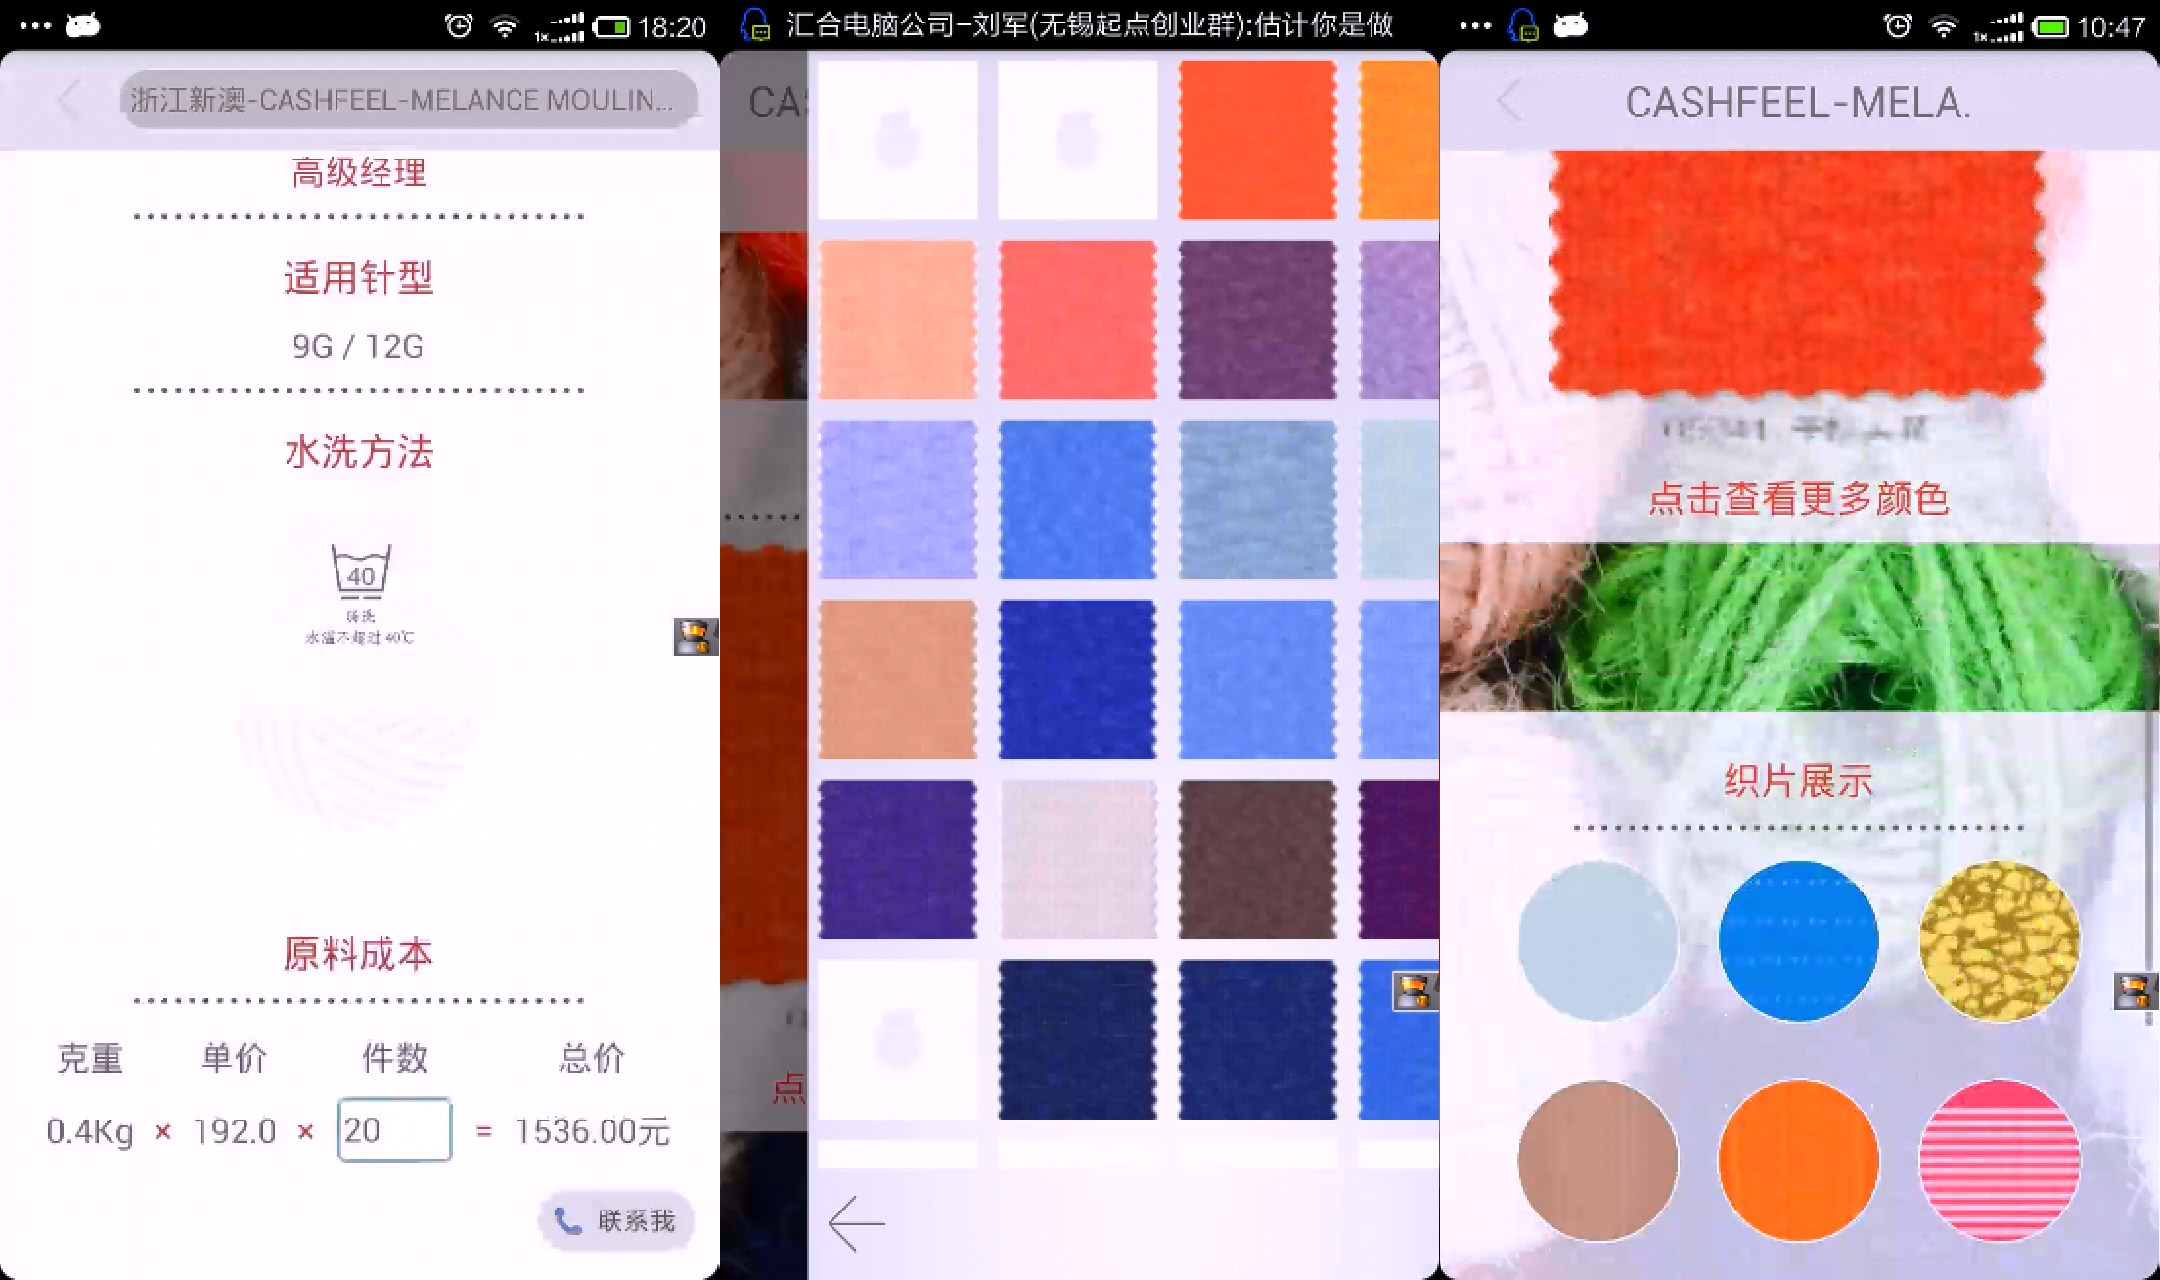 18:20
浙江新澳-CASHFEEL-MELANCE MOULIN...
高级经理
适用针型
9G / 12G
水洗方法
40
水温不超过 40℃
原料成本
克重 单价 件数 总价
0.4Kg × 192.0 × 20 = 1536.00元
联系我
汇合电脑公司-刘军(无锡起点创业群):估计你是做
CA
点
10:47
CASHFEEL-MELA.
点击查看更多颜色
织片展示